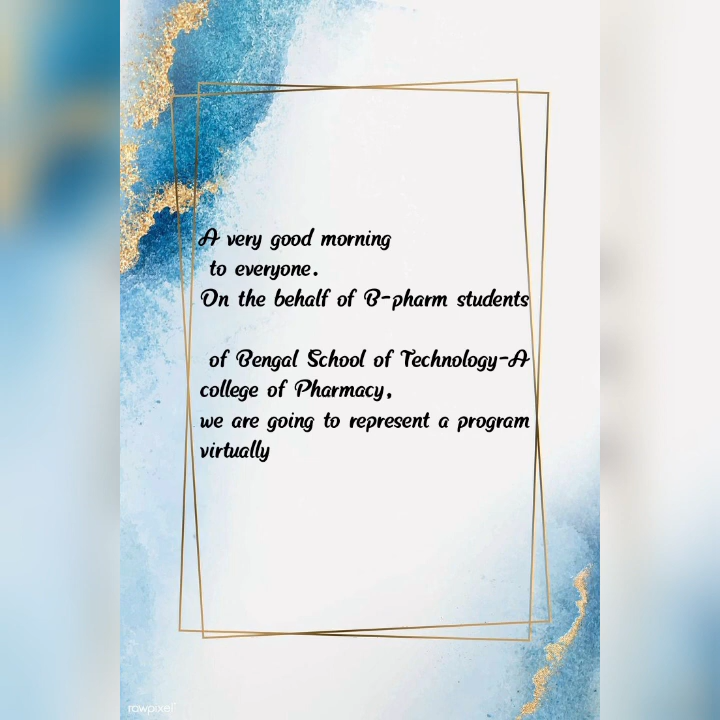 A very good morning
to everyone.
On the behalf of B-pharm students
of Bengal School of Technology-A
college of Pharmacy,
we are going to represent a program
virtually
rawpixel